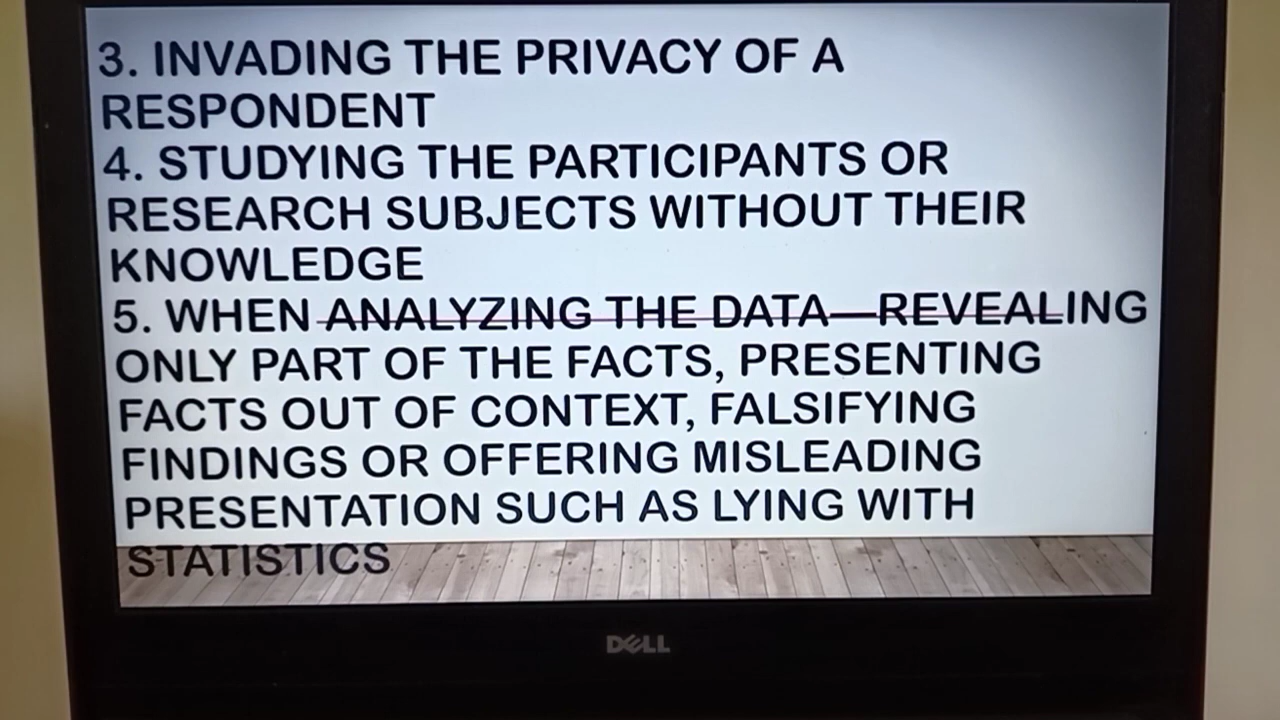 3. INVADING THE PRIVACY OF A
RESPONDENT
4. STUDYING THE PARTICIPANTS OR
RESEARCH SUBJECTS WITHOUT THEIR
KNOWLEDGE
5. WHEN ANALYZING THE DATA—REVEALING
ONLY PART OF THE FACTS, PRESENTING
FACTS OUT OF CONTEXT, FALSIFYING
FINDINGS OR OFFERING MISLEADING
PRESENTATION SUCH AS LYING WITH
STATISTICS
DELL